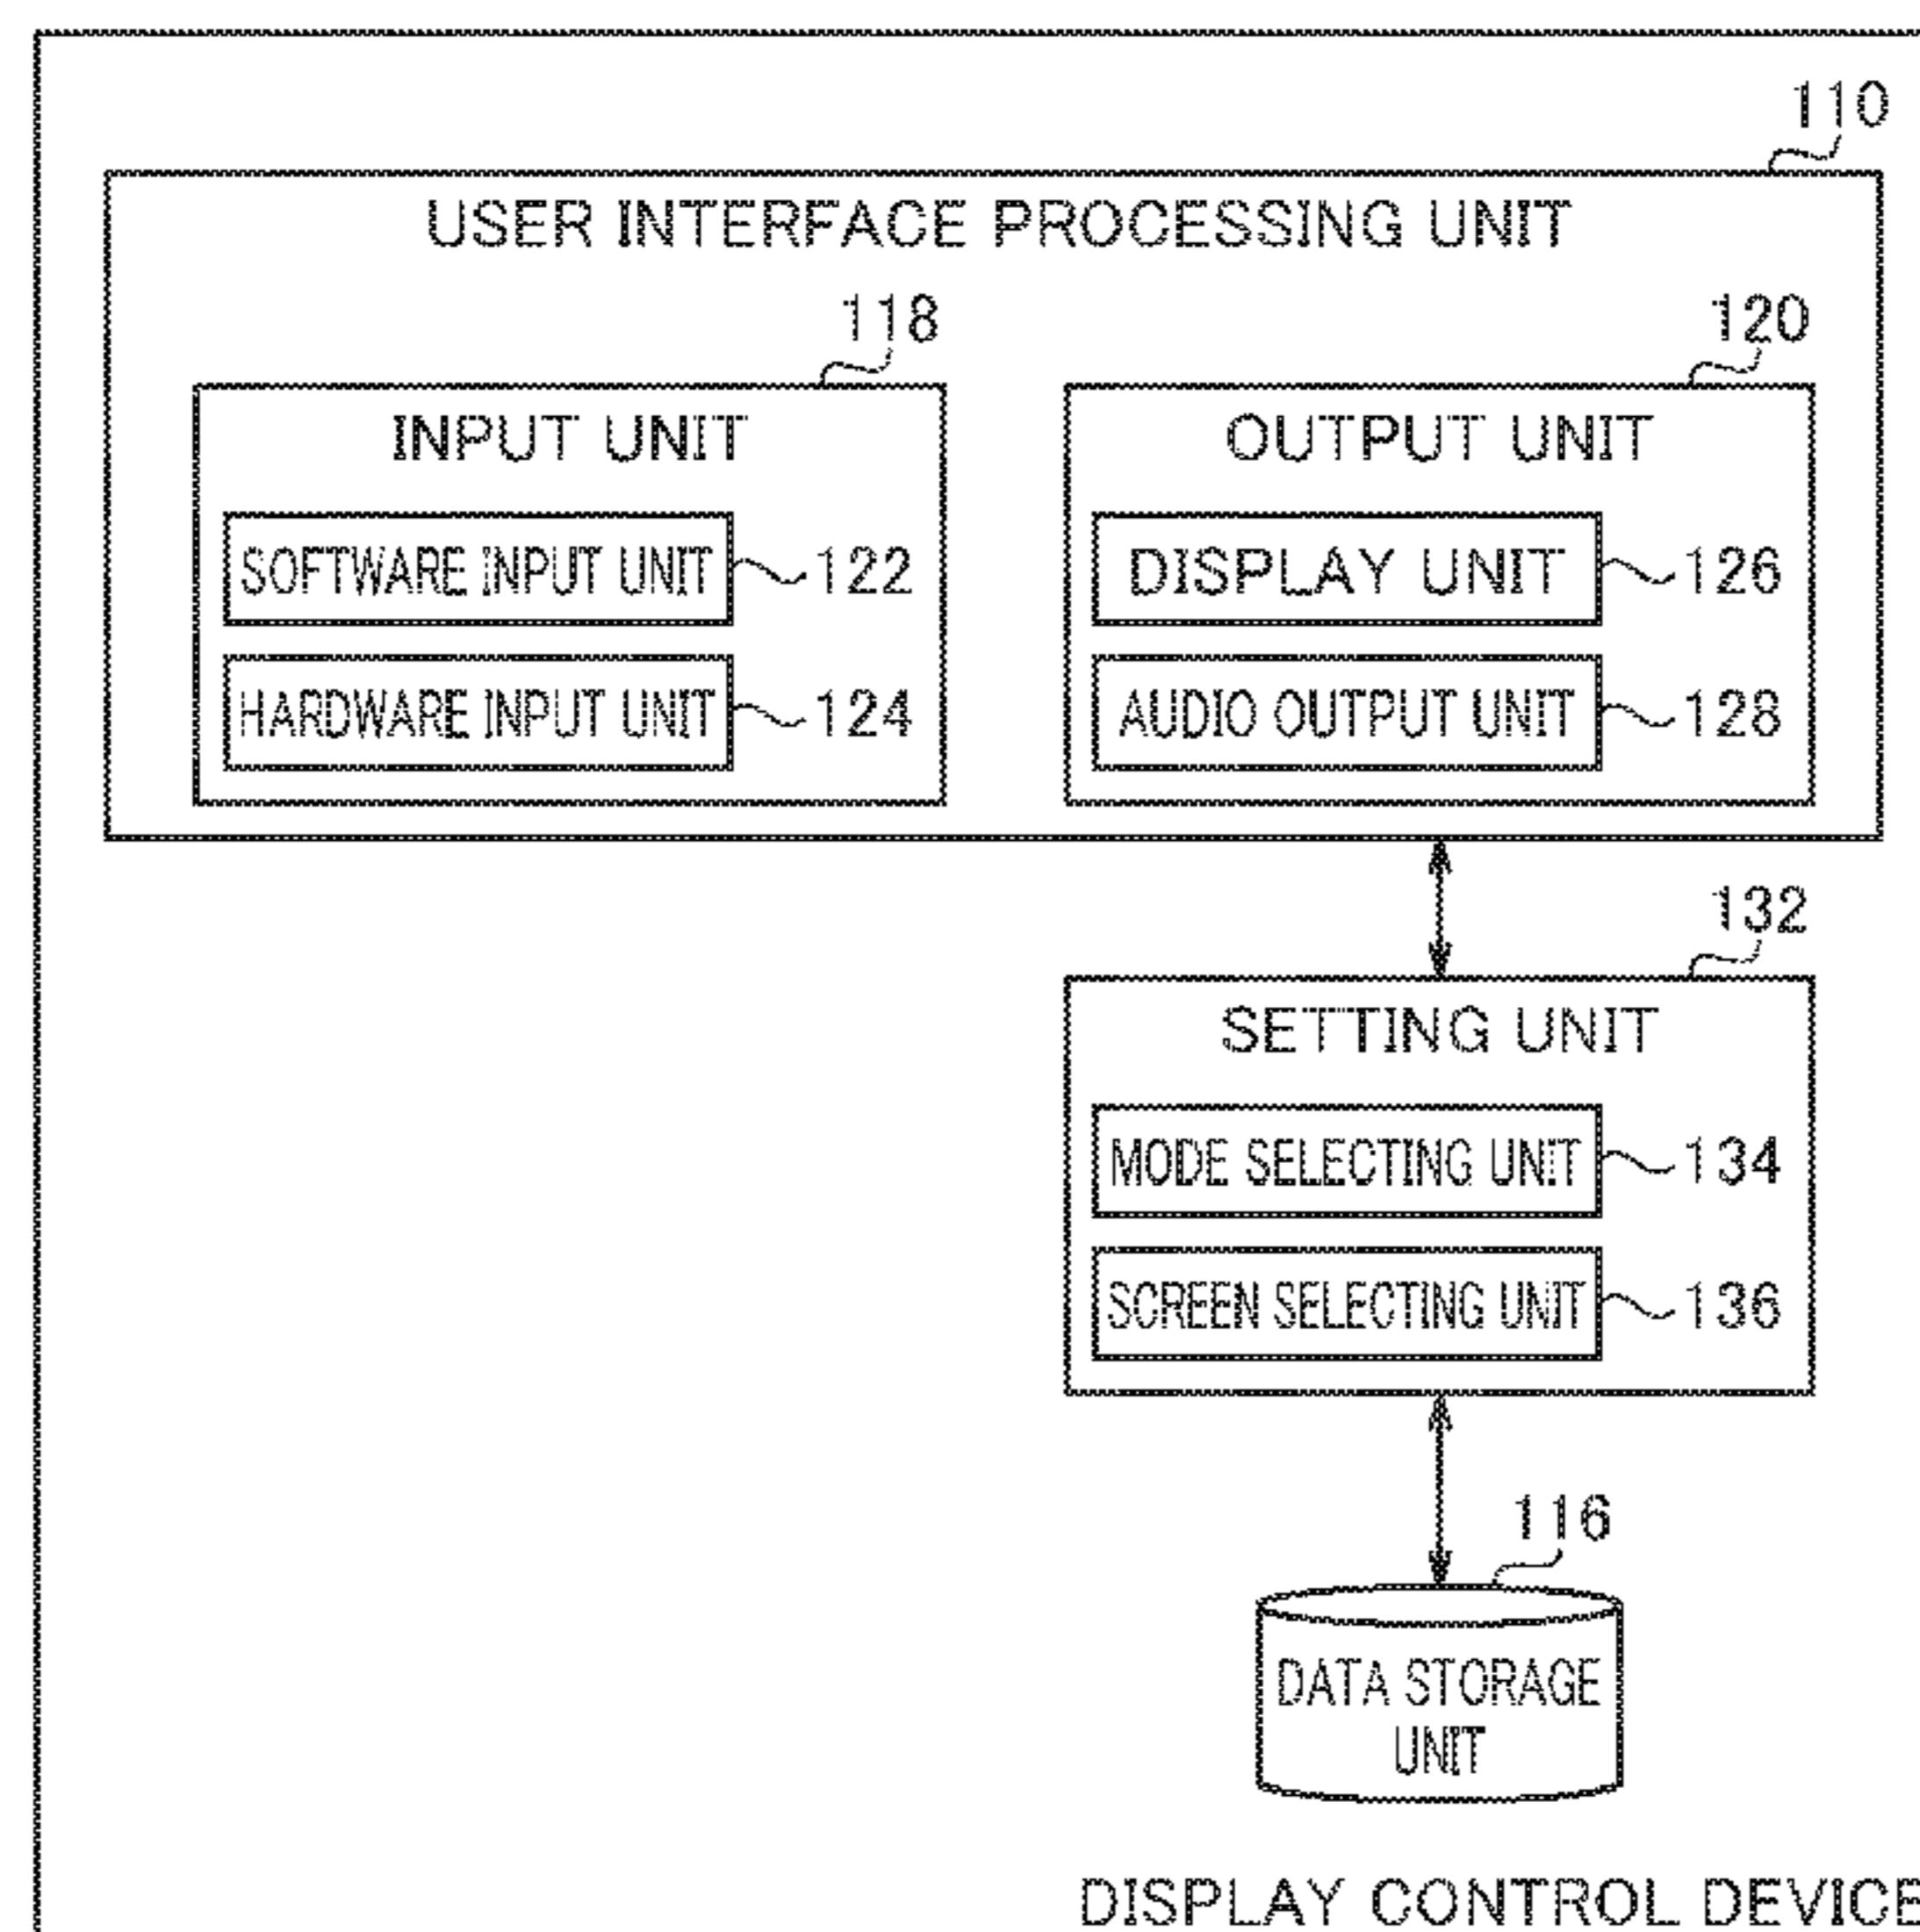 110
USER INTERFACE PROCESSING UNIT
118
120
INPUT UNIT
OUTPUT UNIT
SOFTWARE INPUT UNIT
122
DISPLAY UNIT
126
HARDWARE INPUT UNIT
124
AUDIO OUTPUT UNIT
128
132
SETTING UNIT
MODE SELECTING UNIT
134
SCREEN SELECTING UNIT
136
116
DATA STORAGE
UNIT
DISPLAY CONTROL DEVICE